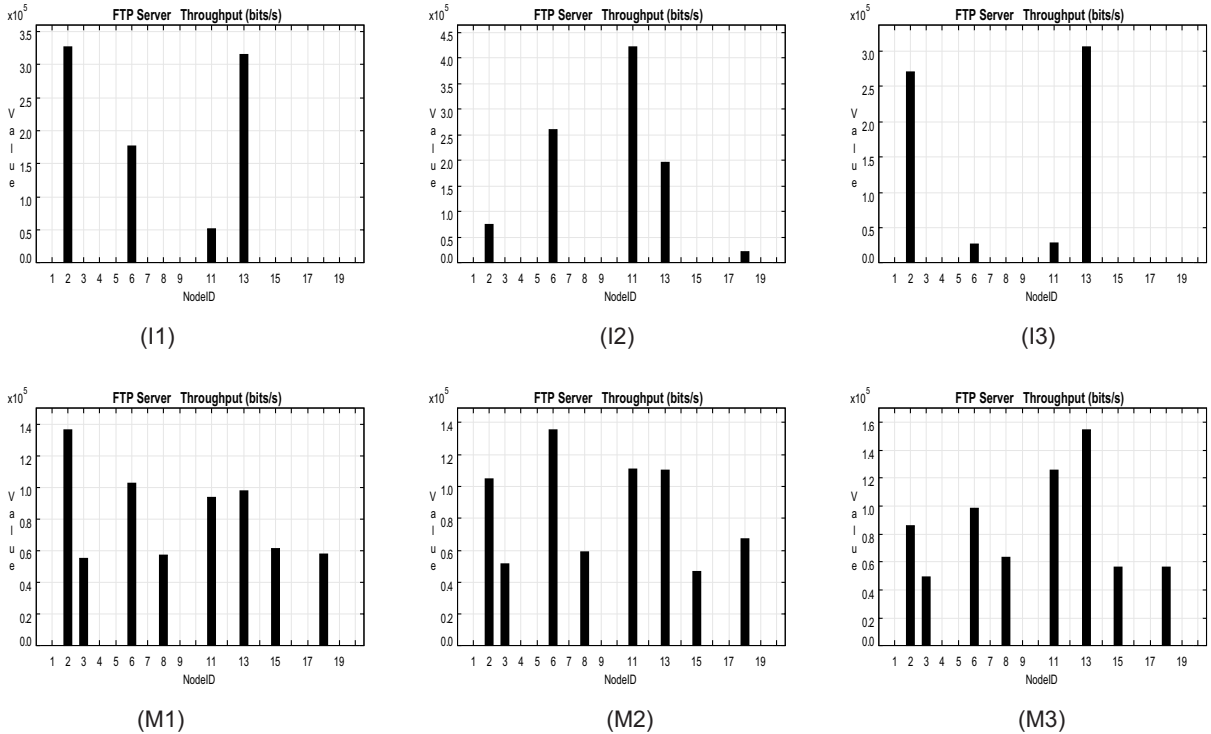 FTP Server Throughput (bits/s)
x10^5
3.5
3.0
2.5
2.0
1.5
1.0
0.5
0.0
Value
1 2 3 4 5 6 7 8 9 11 13 15 17 19
NodeID
(I1)
FTP Server Throughput (bits/s)
x10^5
4.5
4.0
3.5
3.0
2.5
2.0
1.5
1.0
0.5
0.0
Value
1 2 3 4 5 6 7 8 9 11 13 15 17 19
NodeID
(I2)
FTP Server Throughput (bits/s)
x10^5
3.0
2.5
2.0
1.5
1.0
0.5
0.0
Value
1 2 3 4 5 6 7 8 9 11 13 15 17 19
NodeID
(I3)
FTP Server Throughput (bits/s)
x10^5
1.4
1.2
1.0
0.8
0.6
0.4
0.2
0.0
Value
1 2 3 4 5 6 7 8 9 11 13 15 17 19
NodeID
(M1)
FTP Server Throughput (bits/s)
x10^5
1.4
1.2
1.0
0.8
0.6
0.4
0.2
0.0
Value
1 2 3 4 5 6 7 8 9 11 13 15 17 19
NodeID
(M2)
FTP Server Throughput (bits/s)
x10^5
1.6
1.4
1.2
1.0
0.8
0.6
0.4
0.2
0.0
Value
1 2 3 4 5 6 7 8 9 11 13 15 17 19
NodeID
(M3)